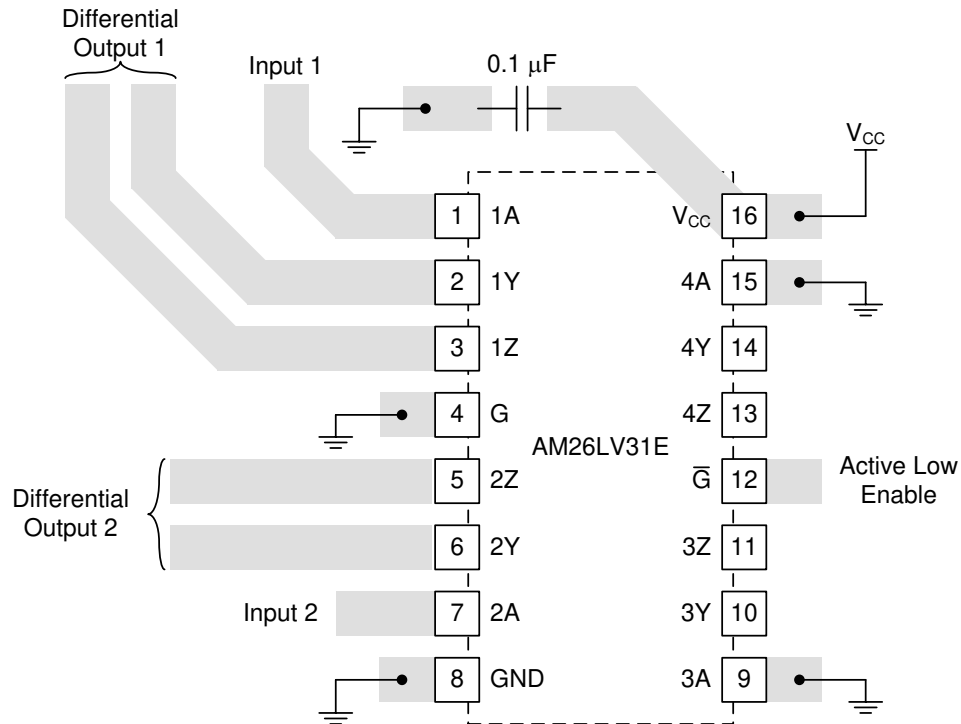 Differential
Output 1
Input 1
0.1 μF
V_CC
1 1A
V_CC 16
2 1Y
4A 15
3 1Z
4Y 14
4 G
4Z 13
AM26LV31E
5 2Z
G̅ 12
Active Low
Enable
Differential
Output 2
6 2Y
3Z 11
Input 2
7 2A
3Y 10
8 GND
3A 9